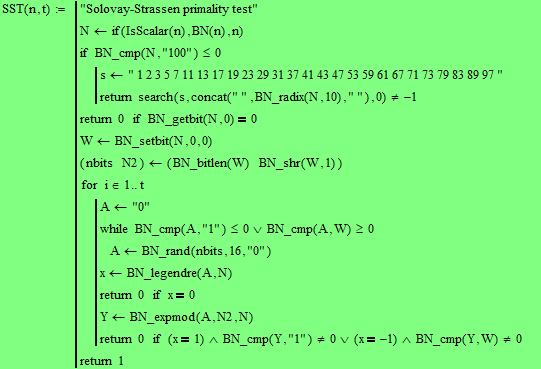 SST(n,t) := "Solovay-Strassen primality test"
N ← if(IsScalar(n),BN(n),n)
if BN_cmp(N,"100") ≤ 0
s ← " 1 2 3 5 7 11 13 17 19 23 29 31 37 41 43 47 53 59 61 67 71 73 79 83 89 97 "
return search(s,concat(" ",BN_radix(N,10)," "),0) ≠ −1
return 0 if BN_getbit(N,0) = 0
W ← BN_setbit(N,0,0)
(nbits N2) ← (BN_bitlen(W) BN_shr(W,1))
for i ∈ 1..t
A ← "0"
while BN_cmp(A,"1") ≤ 0 ∨ BN_cmp(A,W) ≥ 0
A ← BN_rand(nbits,16,"0")
x ← BN_legendre(A,N)
return 0 if x = 0
Y ← BN_expmod(A,N2,N)
return 0 if (x = 1) ∧ BN_cmp(Y,"1") ≠ 0 ∨ (x = −1) ∧ BN_cmp(Y,W) ≠ 0
return 1